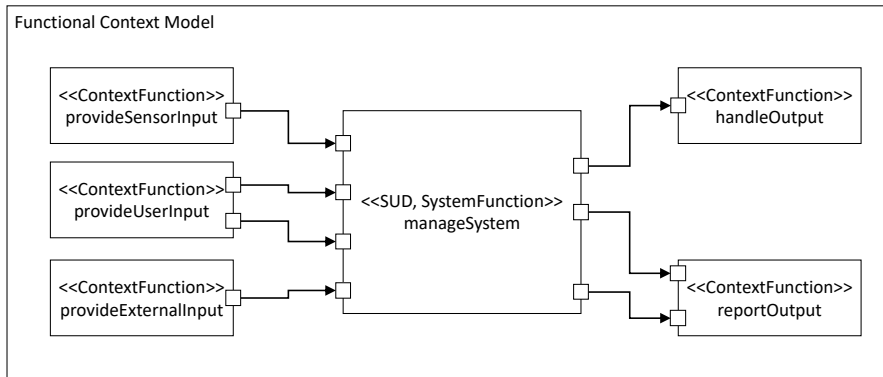 Functional Context Model
<<ContextFunction>>
provideSensorInput
<<ContextFunction>>
provideUserInput
<<ContextFunction>>
provideExternalInput
<<SUD, SystemFunction>>
manageSystem
<<ContextFunction>>
handleOutput
<<ContextFunction>>
reportOutput